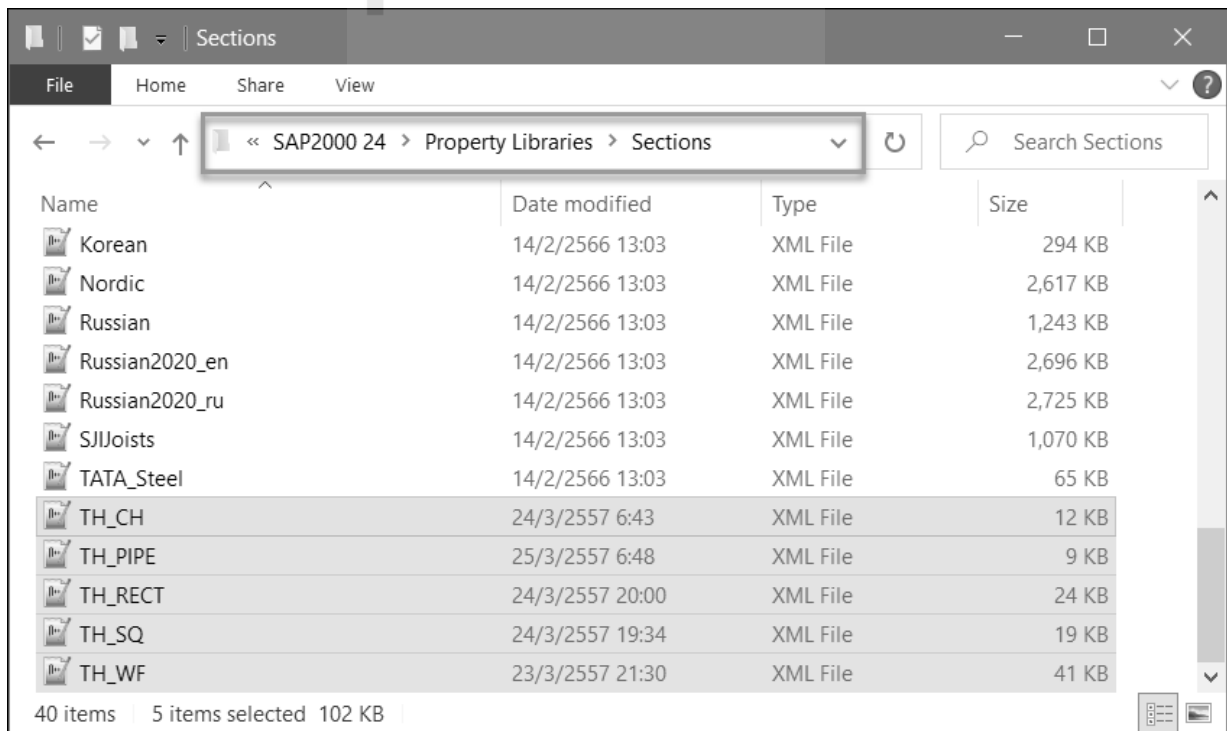 Sections
File Home Share View
« SAP2000 24 > Property Libraries > Sections Search Sections
Name Date modified Type Size
Korean 14/2/2566 13:03 XML File 294 KB
Nordic 14/2/2566 13:03 XML File 2,617 KB
Russian 14/2/2566 13:03 XML File 1,243 KB
Russian2020_en 14/2/2566 13:03 XML File 2,696 KB
Russian2020_ru 14/2/2566 13:03 XML File 2,725 KB
SJIJoists 14/2/2566 13:03 XML File 1,070 KB
TATA_Steel 14/2/2566 13:03 XML File 65 KB
TH_CH 24/3/2557 6:43 XML File 12 KB
TH_PIPE 25/3/2557 6:48 XML File 9 KB
TH_RECT 24/3/2557 20:00 XML File 24 KB
TH_SQ 24/3/2557 19:34 XML File 19 KB
TH_WF 23/3/2557 21:30 XML File 41 KB
40 items 5 items selected 102 KB